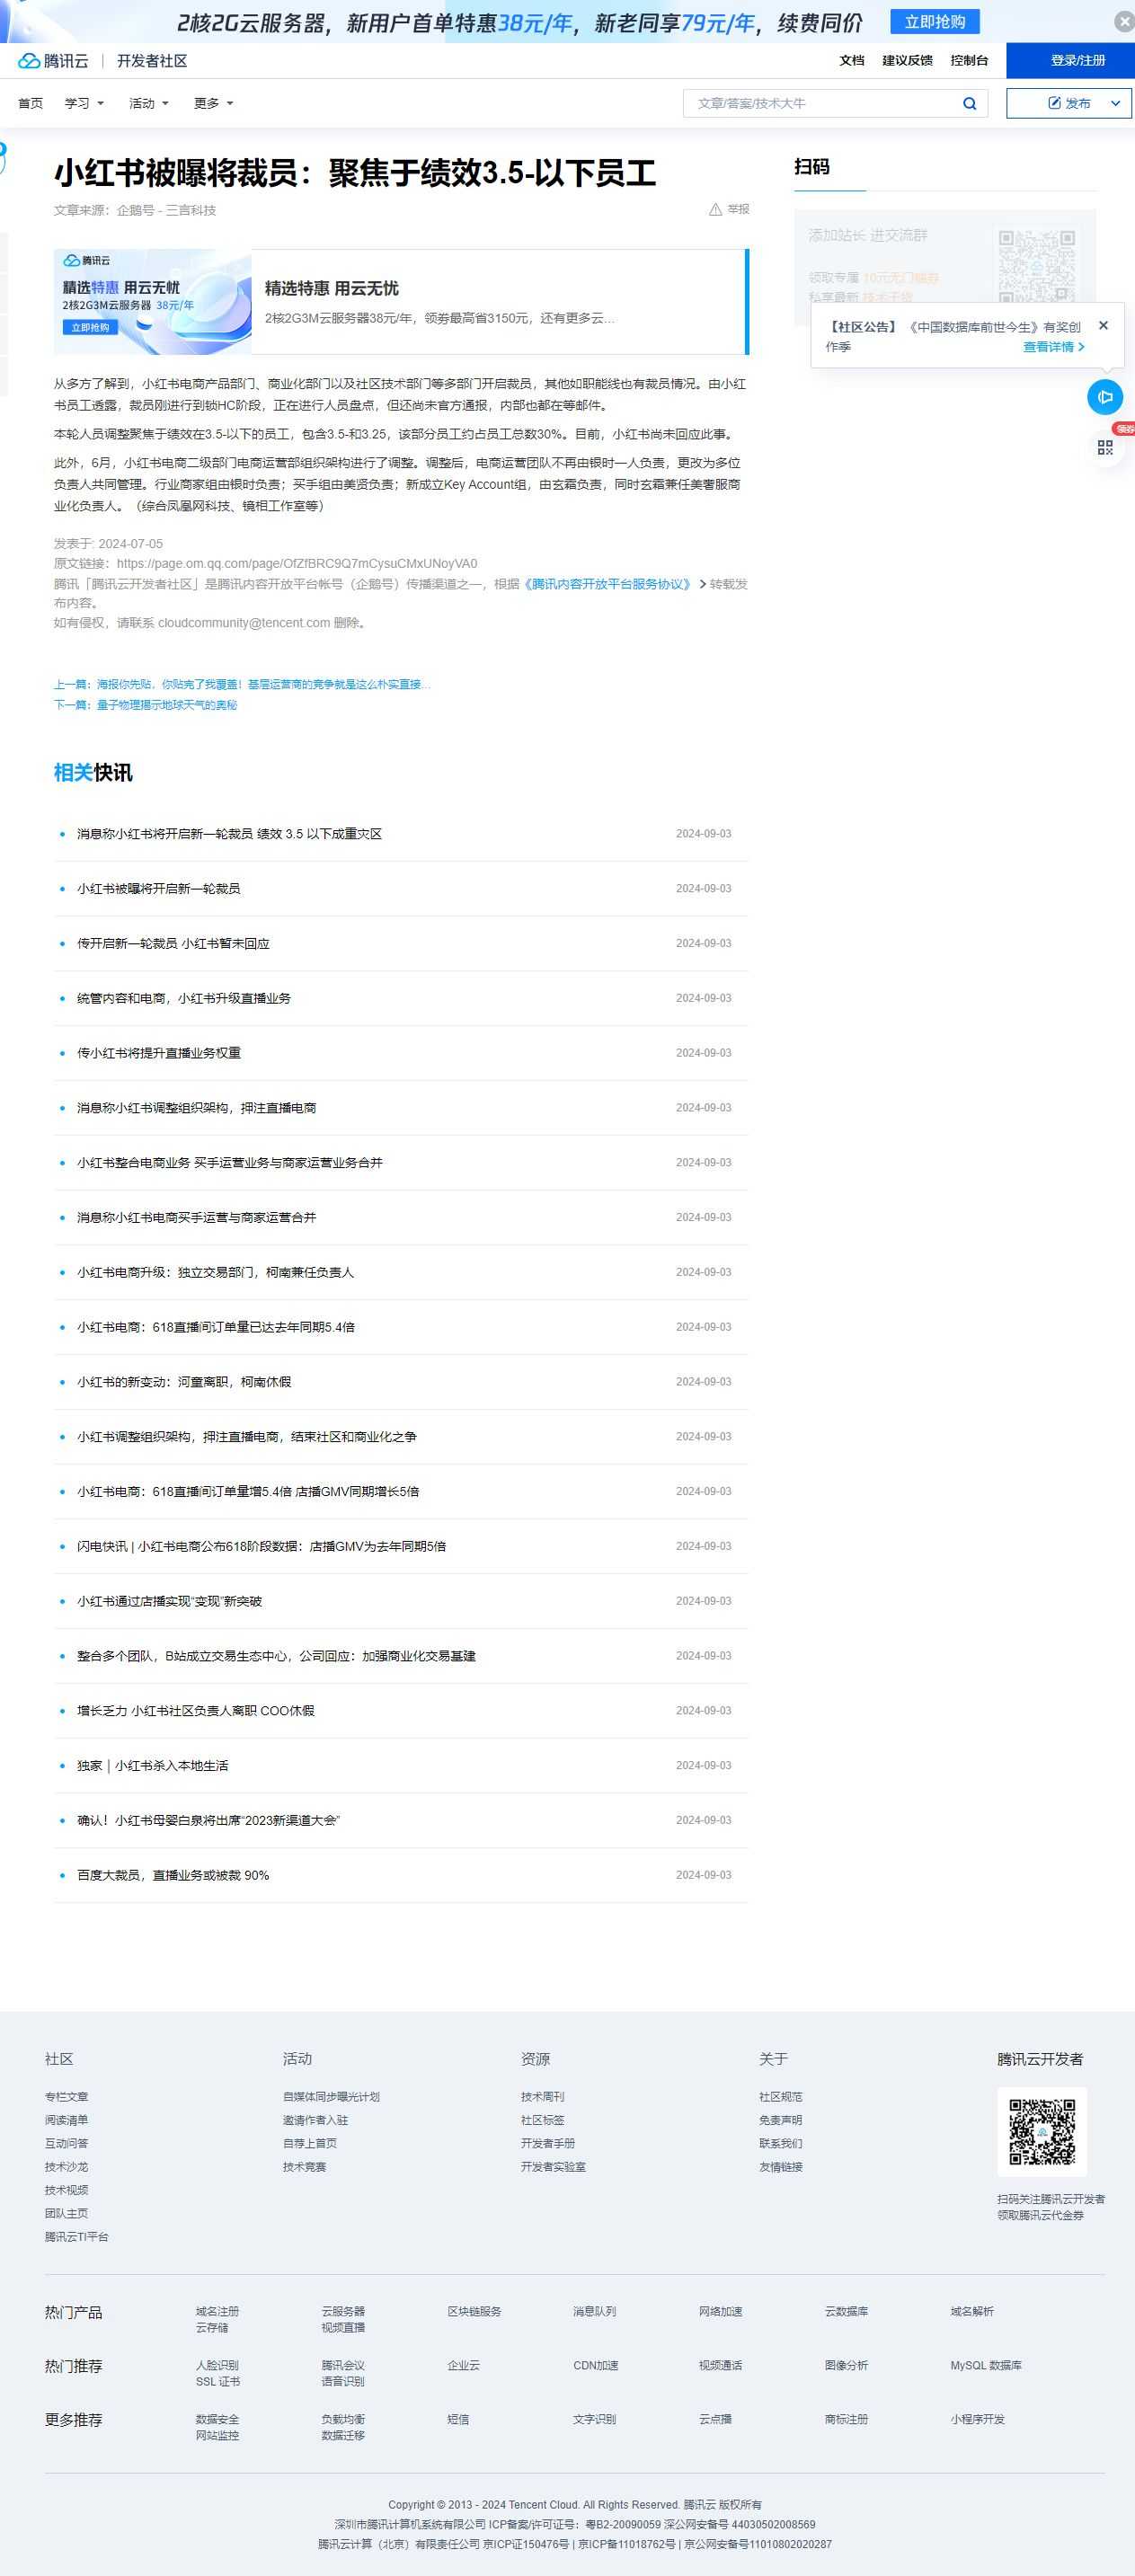 2核2G云服务器，新用户首单特惠38元/年，新老同享79元/年，续费同价 立即抢购
腾讯云 开发者社区 文档 建议反馈 控制台 登录/注册
首页 学习 活动 更多 文章/答案/技术大牛 发布
小红书被曝将裁员：聚焦于绩效3.5-以下员工
文章来源：企鹅号 - 三言科技 举报
扫码
添加站长 进交流群
领取专属 10元无门槛券
私享最新 技术干货
【社区公告】 《中国数据库前世今生》有奖创
作季 查看详情
领券
腾讯云
精选特惠 用云无忧
2核2G3M云服务器 38元/年
立即抢购
精选特惠 用云无忧
2核2G3M云服务器38元/年，领券最高省3150元，还有更多云...
从多方了解到，小红书电商产品部门、商业化部门以及社区技术部门等多部门开启裁员，其他如职能线也有裁员情况。由小红
书员工透露，裁员刚进行到锁HC阶段，正在进行人员盘点，但还尚未官方通报，内部也都在等邮件。
本轮人员调整聚焦于绩效在3.5-以下的员工，包含3.5-和3.25，该部分员工约占员工总数30%。目前，小红书尚未回应此事。
此外，6月，小红书电商二级部门电商运营部组织架构进行了调整。调整后，电商运营团队不再由银时一人负责，更改为多位
负责人共同管理。行业商家组由银时负责；买手组由美贤负责；新成立Key Account组，由玄霜负责，同时玄霜兼任美奢服商
业化负责人。（综合凤凰网科技、镜相工作室等）
发表于: 2024-07-05
原文链接：https://page.om.qq.com/page/OfZfBRC9Q7mCysuCMxUNoyVA0
腾讯「腾讯云开发者社区」是腾讯内容开放平台帐号（企鹅号）传播渠道之一，根据《腾讯内容开放平台服务协议》转载发
布内容。
如有侵权，请联系 cloudcommunity@tencent.com 删除。
上一篇：海报你先贴，你贴完了我覆盖！基层运营商的竞争就是这么朴实直接...
下一篇：量子物理揭示地球天气的奥秘
相关快讯
消息称小红书将开启新一轮裁员 绩效 3.5 以下成重灾区 2024-09-03
小红书被曝将开启新一轮裁员 2024-09-03
传开启新一轮裁员 小红书暂未回应 2024-09-03
统管内容和电商，小红书升级直播业务 2024-09-03
传小红书将提升直播业务权重 2024-09-03
消息称小红书调整组织架构，押注直播电商 2024-09-03
小红书整合电商业务 买手运营业务与商家运营业务合并 2024-09-03
消息称小红书电商买手运营与商家运营合并 2024-09-03
小红书电商升级：独立交易部门，柯南兼任负责人 2024-09-03
小红书电商：618直播间订单量已达去年同期5.4倍 2024-09-03
小红书的新变动：河童离职，柯南休假 2024-09-03
小红书调整组织架构，押注直播电商，结束社区和商业化之争 2024-09-03
小红书电商：618直播间订单量增5.4倍 店播GMV同期增长5倍 2024-09-03
闪电快讯 | 小红书电商公布618阶段数据：店播GMV为去年同期5倍 2024-09-03
小红书通过店播实现“变现”新突破 2024-09-03
整合多个团队，B站成立交易生态中心，公司回应：加强商业化交易基建 2024-09-03
增长乏力 小红书社区负责人离职 COO休假 2024-09-03
独家｜小红书杀入本地生活 2024-09-03
确认！小红书母婴白泉将出席“2023新渠道大会” 2024-09-03
百度大裁员，直播业务或被裁 90% 2024-09-03
社区 活动 资源 关于 腾讯云开发者
专栏文章 自媒体同步曝光计划 技术周刊 社区规范
阅读清单 邀请作者入驻 社区标签 免责声明
互动问答 自荐上首页 开发者手册 联系我们
技术沙龙 技术竞赛 开发者实验室 友情链接
技术视频
团队主页
腾讯云TI平台
扫码关注腾讯云开发者
领取腾讯云代金券
热门产品 域名注册 云服务器 区块链服务 消息队列 网络加速 云数据库 域名解析
云存储 视频直播
热门推荐 人脸识别 腾讯会议 企业云 CDN加速 视频通话 图像分析 MySQL 数据库
SSL 证书 语音识别
更多推荐 数据安全 负载均衡 短信 文字识别 云点播 商标注册 小程序开发
网站监控 数据迁移
Copyright © 2013 - 2024 Tencent Cloud. All Rights Reserved. 腾讯云 版权所有
深圳市腾讯计算机系统有限公司 ICP备案/许可证号：粤B2-20090059 深公网安备号 44030502008569
腾讯云计算（北京）有限责任公司 京ICP证150476号 | 京ICP备11018762号 | 京公网安备号11010802020287